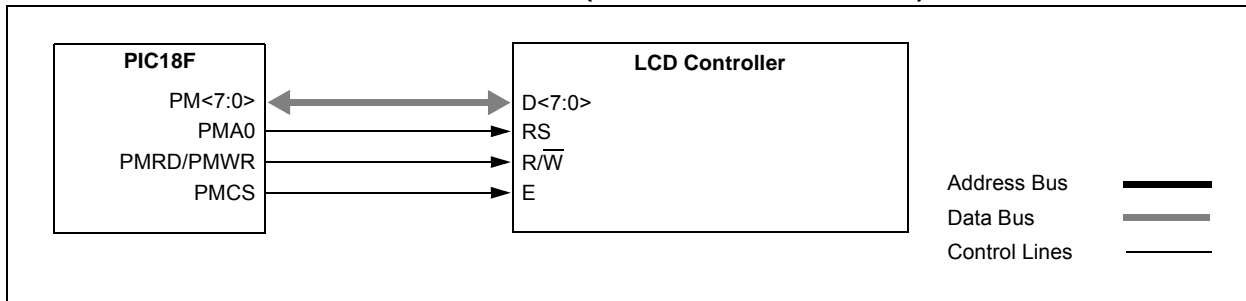 PIC18F
LCD Controller
PM<7:0>
D<7:0>
PMA0
RS
PMRD/PMWR
R/W̅
PMCS
E
Address Bus
Data Bus
Control Lines